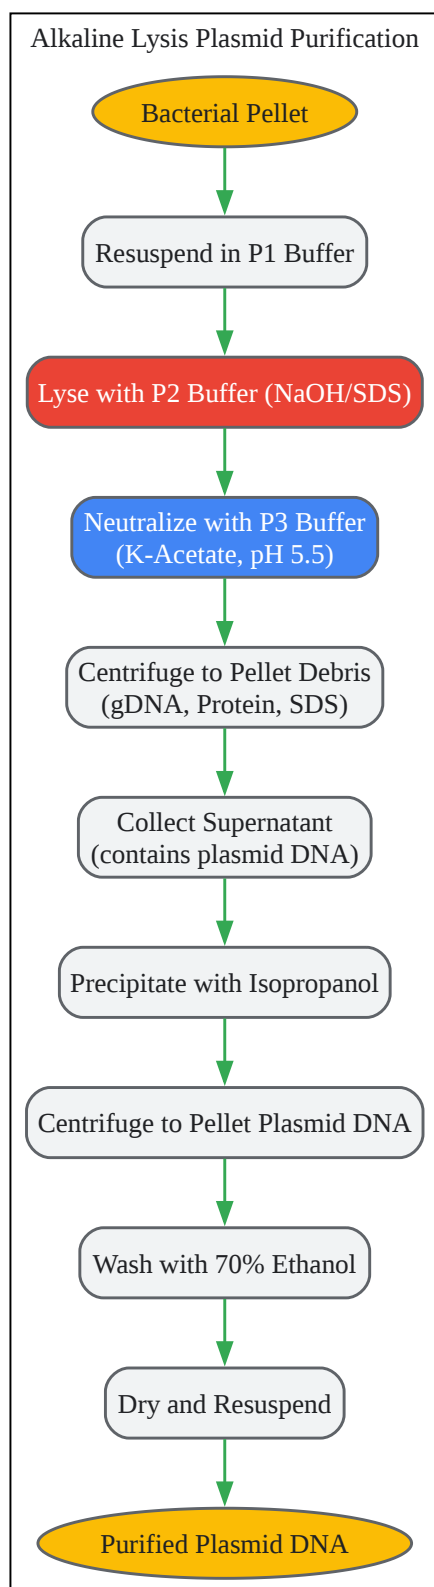 Alkaline Lysis Plasmid Purification
Bacterial Pellet
Resuspend in P1 Buffer
Lyse with P2 Buffer (NaOH/SDS)
Neutralize with P3 Buffer
(K-Acetate, pH 5.5)
Centrifuge to Pellet Debris
(gDNA, Protein, SDS)
Collect Supernatant
(contains plasmid DNA)
Precipitate with Isopropanol
Centrifuge to Pellet Plasmid DNA
Wash with 70% Ethanol
Dry and Resuspend
Purified Plasmid DNA